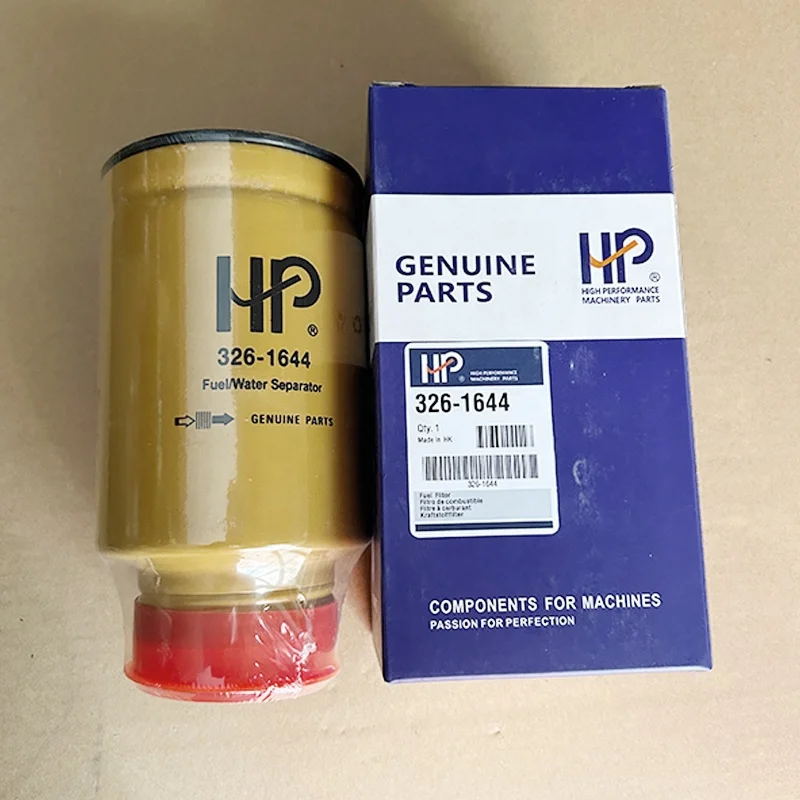 HP
®
326-1644
Fuel/Water Separator
GENUINE PARTS
GENUINE
PARTS
HP
®
HIGH PERFORMANCE
MACHINERY PARTS
HP
®
HIGH PERFORMANCE
MACHINERY PARTS
326-1644
Qty. 1
Made In HK
326-1644
Fuel Filter
Filtro de combustible
Filtre à carburant
Kraftstoffilter
COMPONENTS FOR MACHINES
PASSION FOR PERFECTION